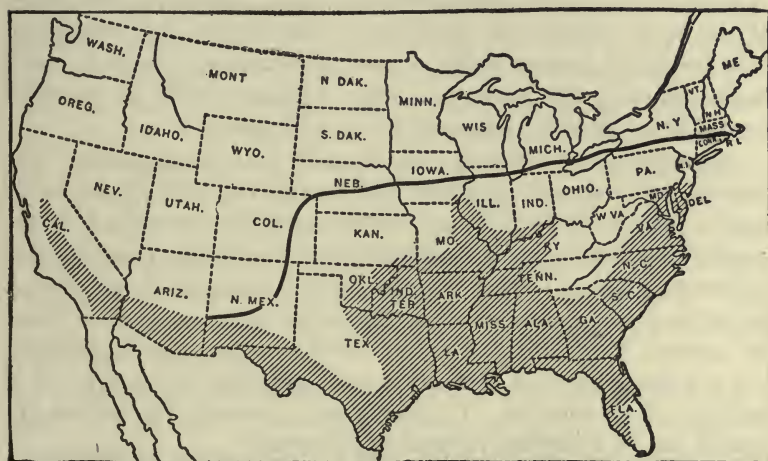 WASH.
MONT
N DAK.
MINN.
ME
OREG.
IDAHO.
S. DAK.
WIS
MICH.
N. Y
VT.
N.H.
MASS
CONN
R I
WYO.
IOWA.
NEB.
NEV.
UTAH.
COL.
KAN.
MO.
ILL.
IND.
OHIO.
PA.
N.J.
MD.
DEL
W VA.
VA.
KY
CAL.
ARIZ.
N. MEX.
OKL.
IND.
TER
ARK.
TENN.
N. C.
S. C.
TEX.
LA.
MISS.
ALA.
GA.
FLA.